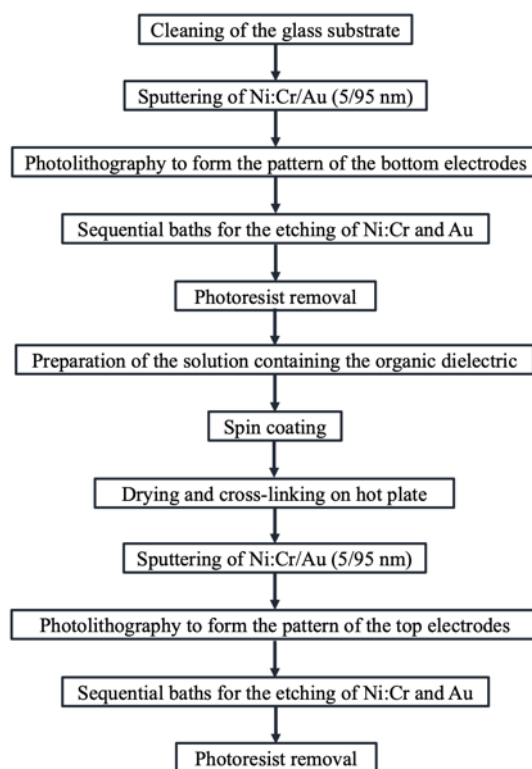 Cleaning of the glass substrate
Sputtering of Ni:Cr/Au (5/95 nm)
Photolithography to form the pattern of the bottom electrodes
Sequential baths for the etching of Ni:Cr and Au
Photoresist removal
Preparation of the solution containing the organic dielectric
Spin coating
Drying and cross-linking on hot plate
Sputtering of Ni:Cr/Au (5/95 nm)
Photolithography to form the pattern of the top electrodes
Sequential baths for the etching of Ni:Cr and Au
Photoresist removal